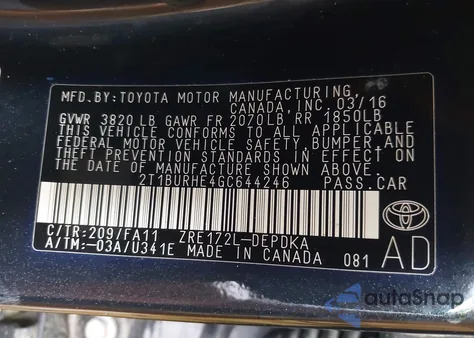 MFD.BY:TOYOTA MOTOR MANUFACTURING,
CANADA, INC. 03/16
GVWR 3820 LB GAWR FR 2070LB RR 1850LB
THIS VEHICLE CONFORMS TO ALL APPLICABLE
FEDERAL MOTOR VEHICLE SAFETY, BUMPER, AND
THEFT PREVENTION STANDARDS IN EFFECT ON
THE DATE OF MANUFACTURE SHOWN ABOVE.
2T1BURHE4GC644246 PASS.CAR
C/TR:209/FA11 ZRE172L-DEPDKA
A/TM:-03A/U341E MADE IN CANADA 081
AD
autoSnap